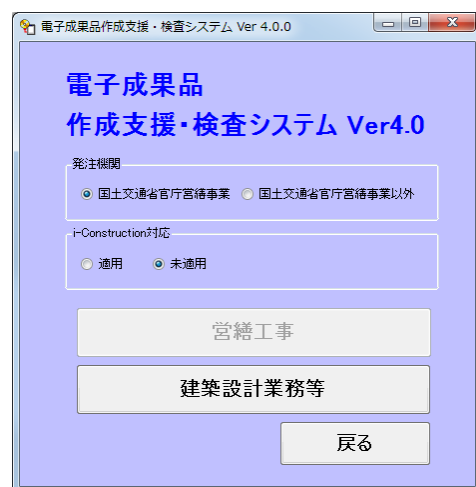 電子成果品作成支援・検査システム Ver 4.0.0
電子成果品
作成支援・検査システム Ver4.0
発注機関
国土交通省官庁営繕事業 国土交通省官庁営繕事業以外
i-Construction対応
適用 未適用
営繕工事
建築設計業務等
戻る